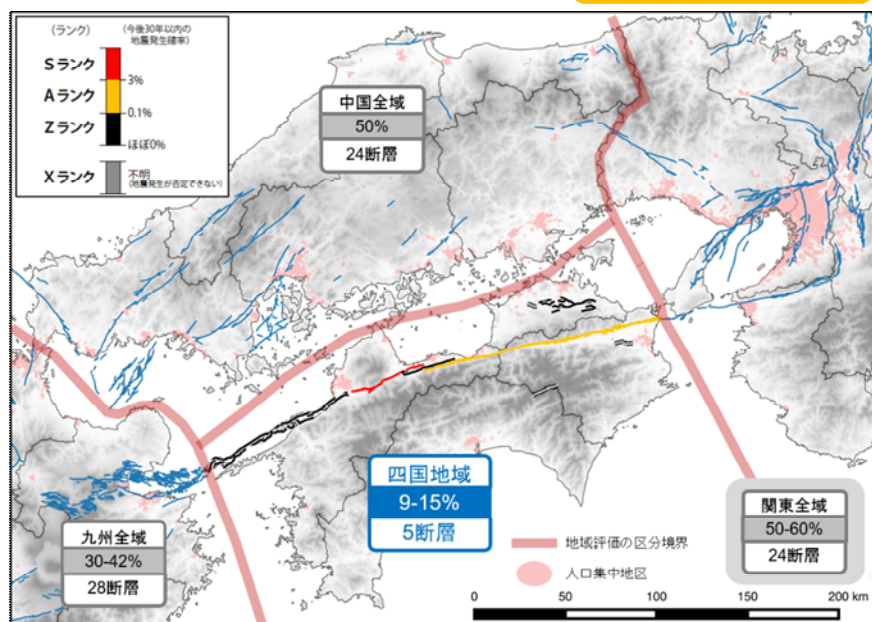 (ランク)
(今後30年以内の
地震発生確率)
Sランク
3%
Aランク
0.1%
Zランク
ほぼ0%
Xランク
不明
(地震発生が否定できない)
中国全域
50%
24断層
四国地域
9-15%
5断層
九州全域
30-42%
28断層
関東全域
50-60%
24断層
地域評価の区分境界
人口集中地区
0
50
100
150
200 km